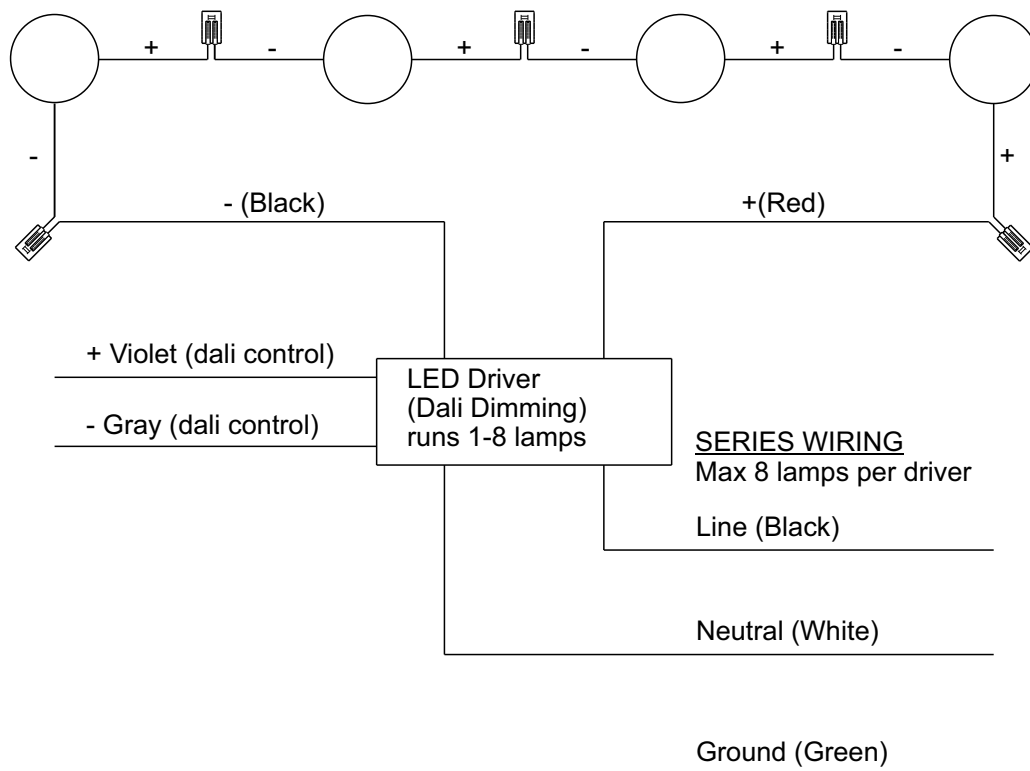 + - + - + -
- +
- (Black) +(Red)
+ Violet (dali control)
- Gray (dali control)
LED Driver
(Dali Dimming)
runs 1-8 lamps
SERIES WIRING
Max 8 lamps per driver
Line (Black)
Neutral (White)
Ground (Green)